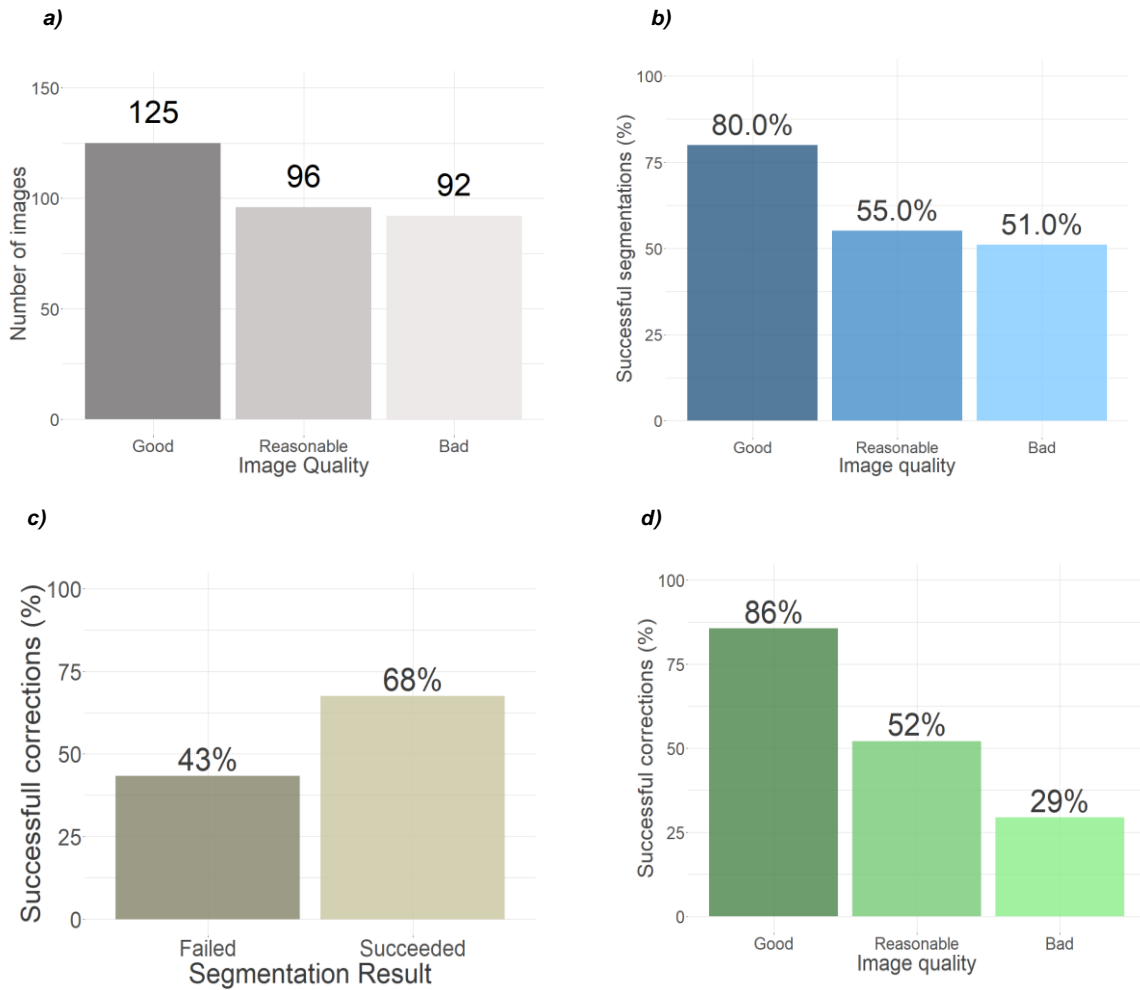 a)
150
125
Number of images
100
96
92
50
0
Good
Reasonable
Bad
Image Quality
b)
100
80.0%
Successful segmentations (%)
75
55.0%
51.0%
50
25
0
Good
Reasonable
Bad
Image quality
c)
100
Successfull corrections (%)
75
68%
50
43%
25
0
Failed
Succeeded
Segmentation Result
d)
100
86%
Successful corrections (%)
75
52%
50
29%
25
0
Good
Reasonable
Bad
Image quality